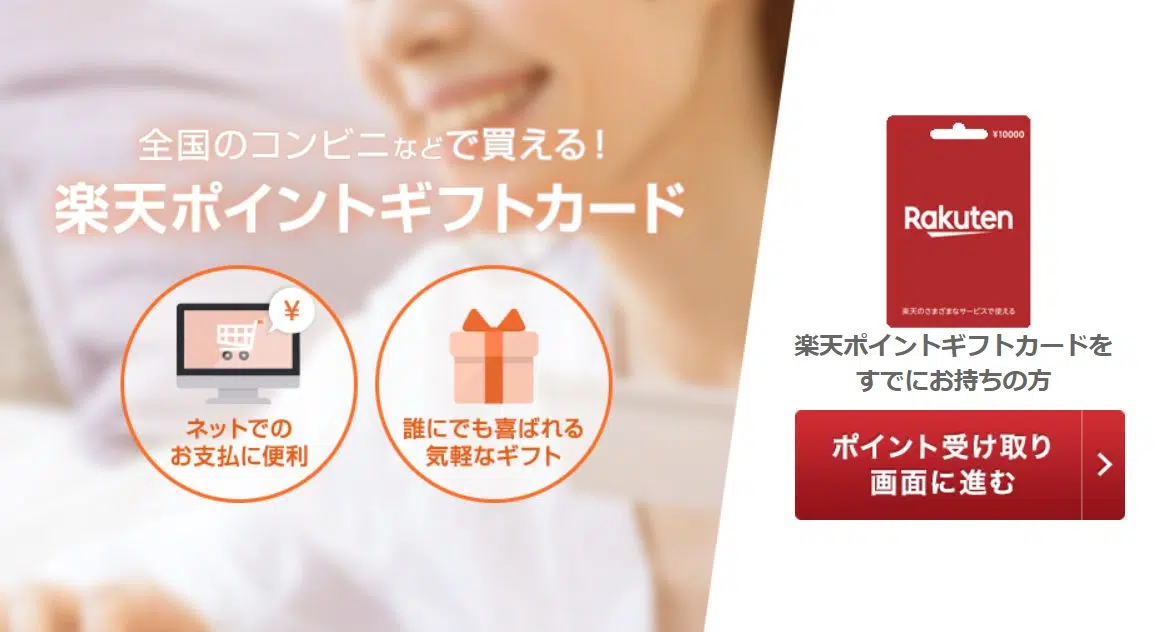 全国のコンビニなどで買える!
楽天ポイントギフトカード
¥
ネットでの
お支払に便利
誰にでも喜ばれる
気軽なギフト
¥10000
Rakuten
楽天のさまざまなサービスで使える
楽天ポイントギフトカードを
すでにお持ちの方
ポイント受け取り
画面に進む